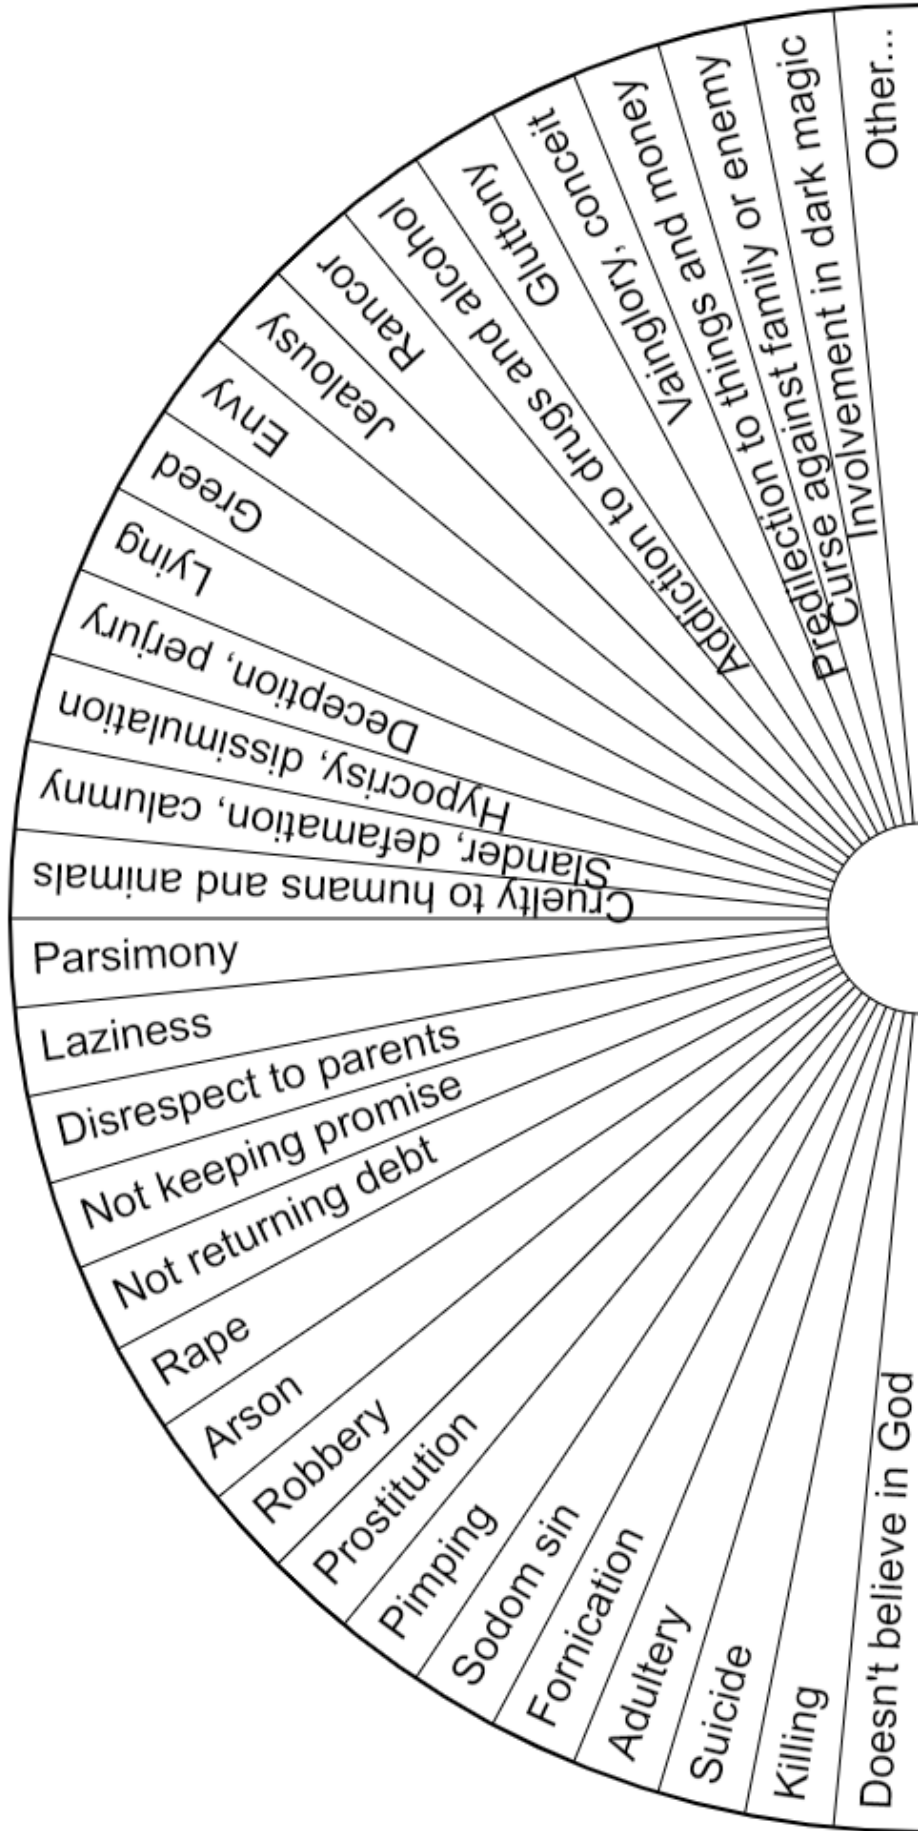 Other...
Involvement in dark magic
Curse against family or enemy
Predilection to things and money
Vainglory, conceit
Gluttony
Addiction to drugs and alcohol
Rancor
Jealousy
Envy
Greed
Lying
Deception, perjury
Hypocrisy, dissimulation
Slander, defamation, calumny
Cruelty to humans and animals
Parsimony
Laziness
Disrespect to parents
Not keeping promise
Not returning debt
Rape
Arson
Robbery
Prostitution
Pimping
Sodom sin
Fornication
Adultery
Suicide
Killing
Doesn't believe in God